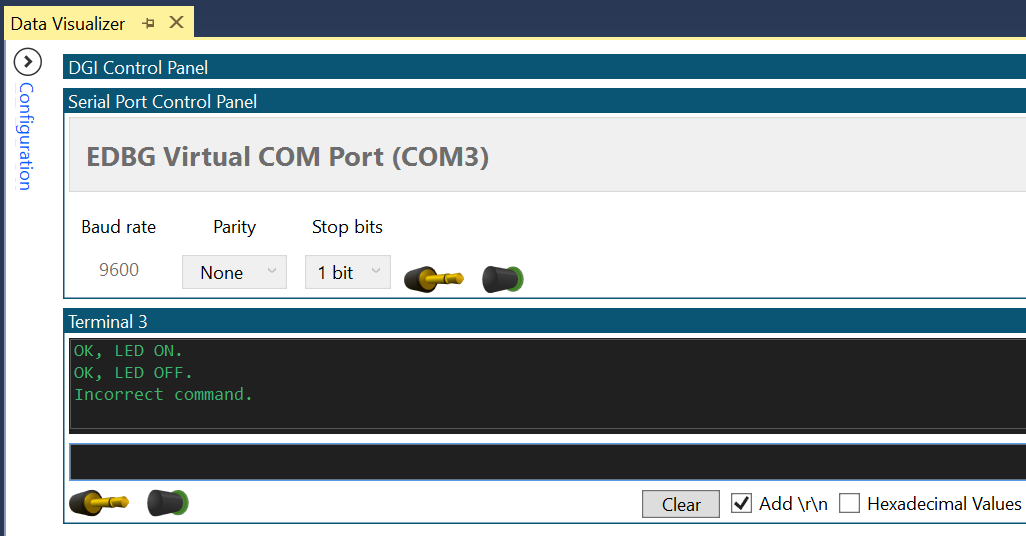 Data Visualizer
Configuration
DGI Control Panel
Serial Port Control Panel
EDBG Virtual COM Port (COM3)
Baud rate Parity Stop bits
9600 None 1 bit
Terminal 3
OK, LED ON.
OK, LED OFF.
Incorrect command.
Clear Add \r\n Hexadecimal Values